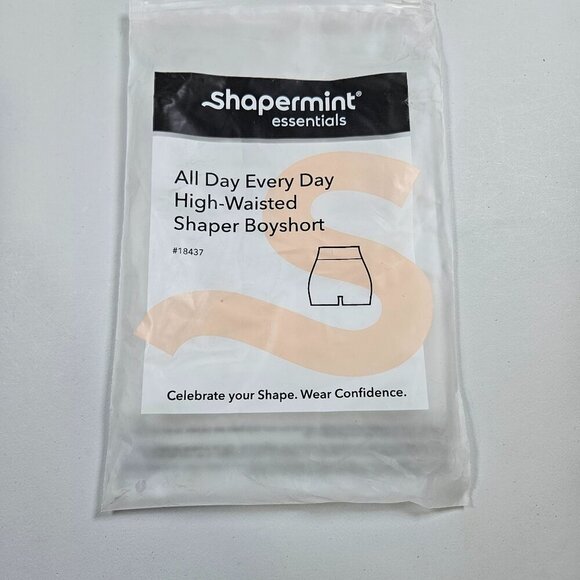 Shapermint®
essentials
All Day Every Day
High-Waisted
Shaper Boyshort
#18437
Celebrate your Shape. Wear Confidence.